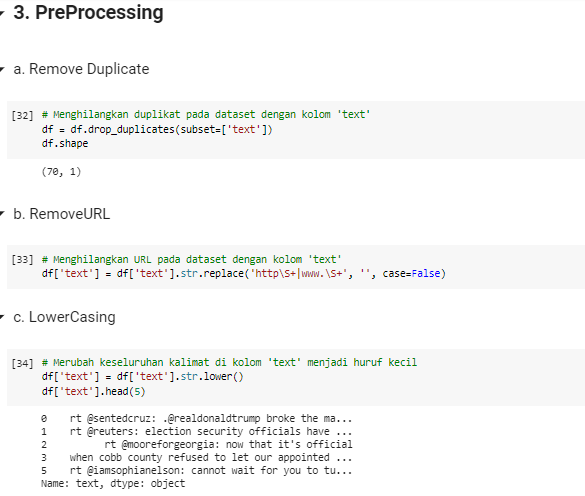 3. PreProcessing
a. Remove Duplicate
[32] # Menghilangkan duplikat pada dataset dengan kolom 'text'
df = df.drop_duplicates(subset=['text'])
df.shape
(70, 1)
b. RemoveURL
[33] # Menghilangkan URL pada dataset dengan kolom 'text'
df['text'] = df['text'].str.replace('http\S+|www.\S+', '', case=False)
c. LowerCasing
[34] # Merubah keseluruhan kalimat di kolom 'text' menjadi huruf kecil
df['text'] = df['text'].str.lower()
df['text'].head(5)
0    rt @sentedcruz: .@realdonaldtrump broke the ma...
1    rt @reuters: election security officials have ...
2          rt @mooreforgeorgia: now that it's official
3    when cobb county refused to let our appointed ...
5    rt @iamsophianelson: cannot wait for you to tu...
Name: text, dtype: object